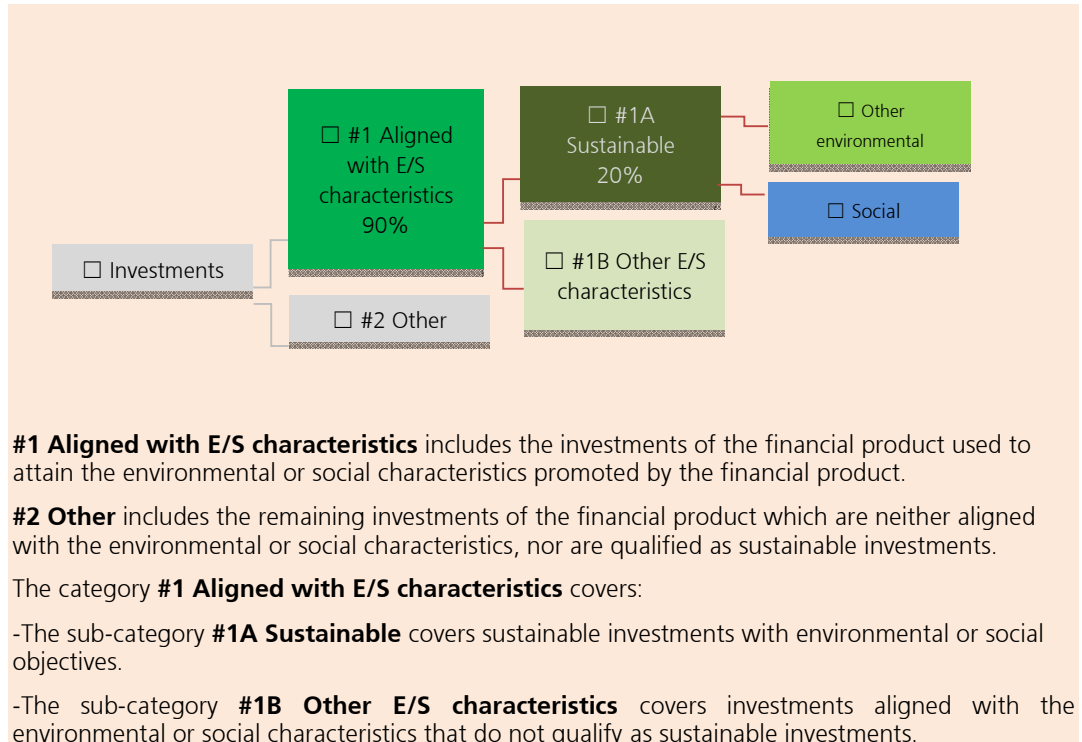 ☐ Investments
☐ #1 Aligned
with E/S
characteristics
90%
☐ #2 Other
☐ #1A
Sustainable
20%
☐ #1B Other E/S
characteristics
☐ Other
environmental
☐ Social
#1 Aligned with E/S characteristics includes the investments of the financial product used to
attain the environmental or social characteristics promoted by the financial product.
#2 Other includes the remaining investments of the financial product which are neither aligned
with the environmental or social characteristics, nor are qualified as sustainable investments.
The category #1 Aligned with E/S characteristics covers:
-The sub-category #1A Sustainable covers sustainable investments with environmental or social
objectives.
-The sub-category #1B Other E/S characteristics covers investments aligned with the
environmental or social characteristics that do not qualify as sustainable investments.